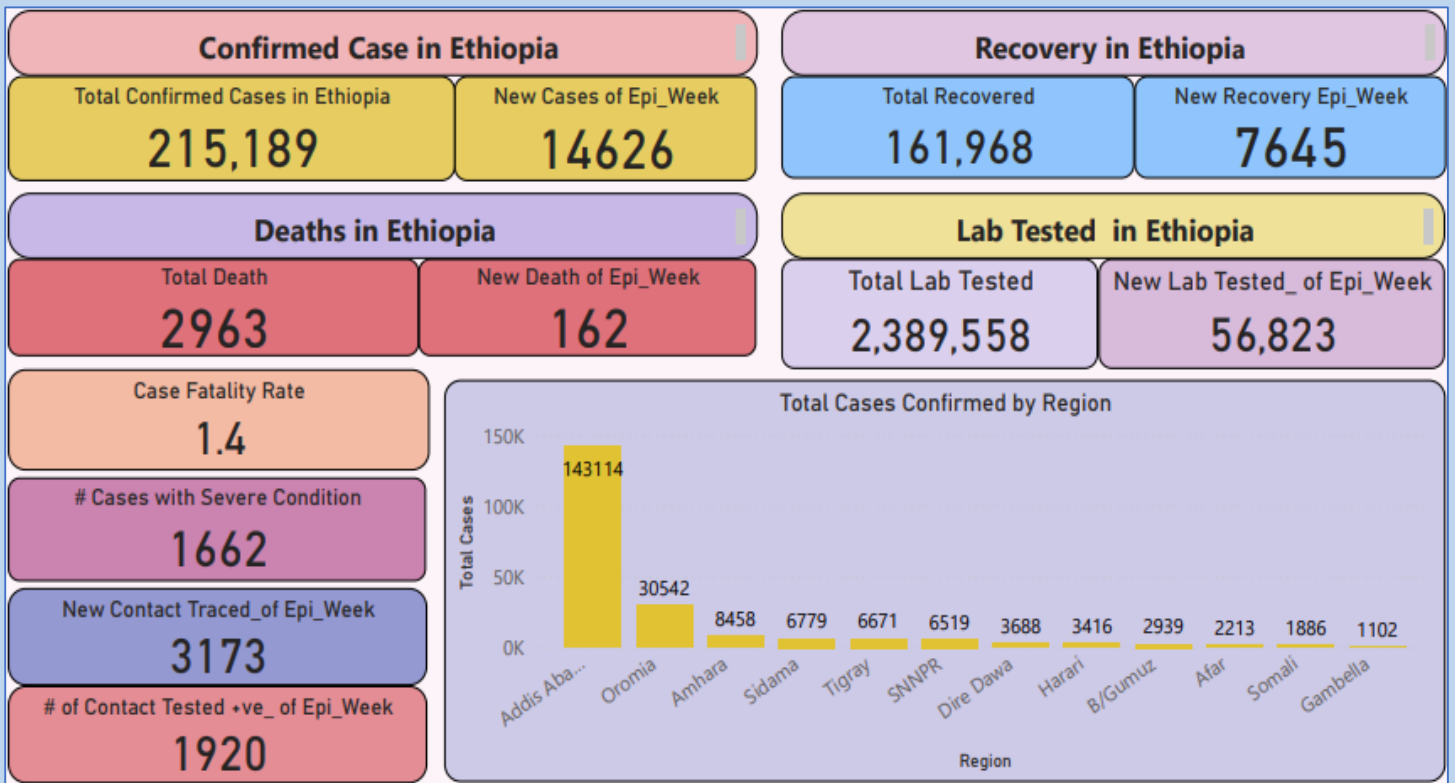 Confirmed Case in Ethiopia
Total Confirmed Cases in Ethiopia
215,189
New Cases of Epi_Week
14626
Recovery in Ethiopia
Total Recovered
161,968
New Recovery Epi_Week
7645
Deaths in Ethiopia
Total Death
2963
New Death of Epi_Week
162
Lab Tested in Ethiopia
Total Lab Tested
2,389,558
New Lab Tested_ of Epi_Week
56,823
Case Fatality Rate
1.4
# Cases with Severe Condition
1662
New Contact Traced_of Epi_Week
3173
# of Contact Tested +ve_ of Epi_Week
1920
Total Cases Confirmed by Region
Total Cases
150K
100K
50K
0K
143114
30542
8458
6779
6671
6519
3688
3416
2939
2213
1886
1102
Addis Aba...
Oromia
Amhara
Sidama
Tigray
SNNPR
Dire Dawa
Harari
B/Gumuz
Afar
Somali
Gambella
Region